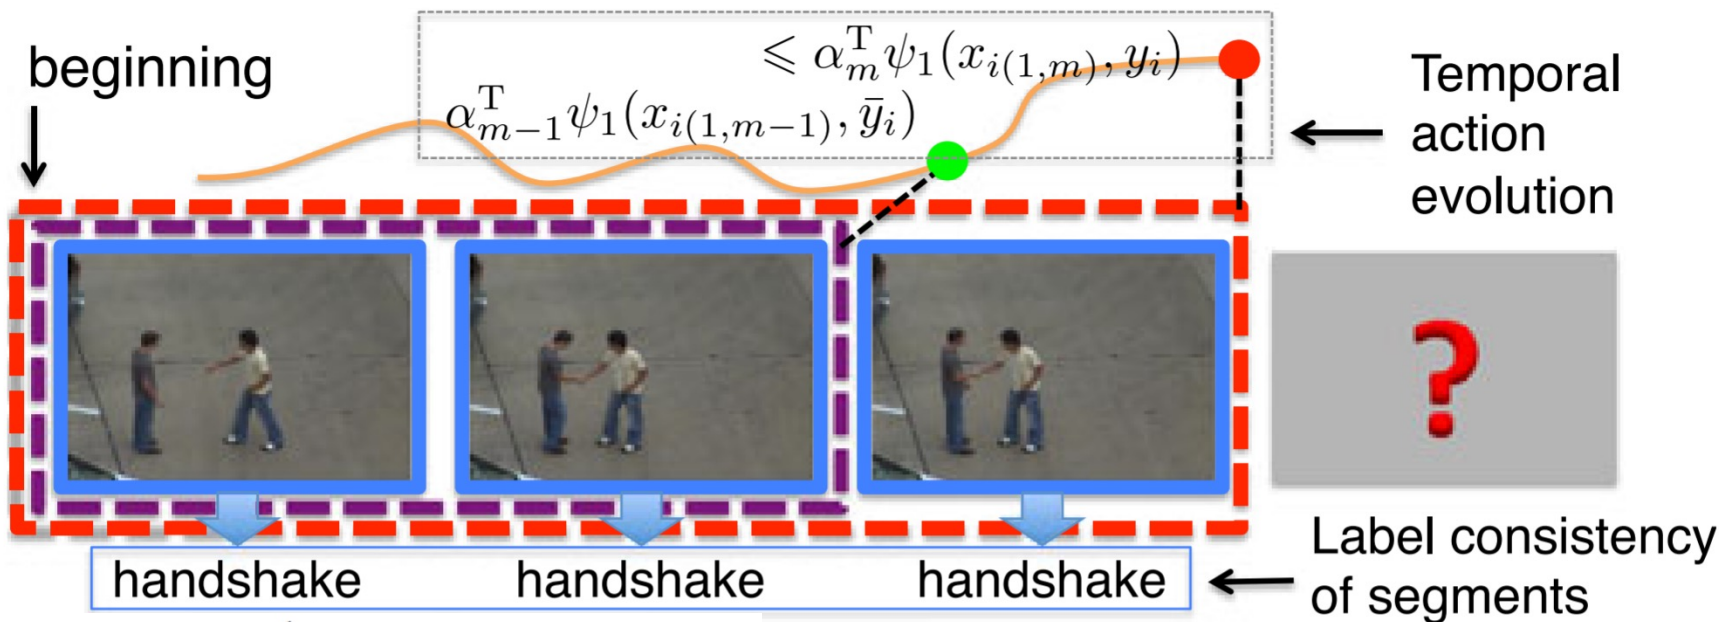 beginning
⩽ α_m^T ψ_1(x_{i(1,m)}, y_i)
α_{m−1}^T ψ_1(x_{i(1,m−1)}, ȳ_i)
Temporal
action
evolution
?
handshake handshake handshake
Label consistency
of segments